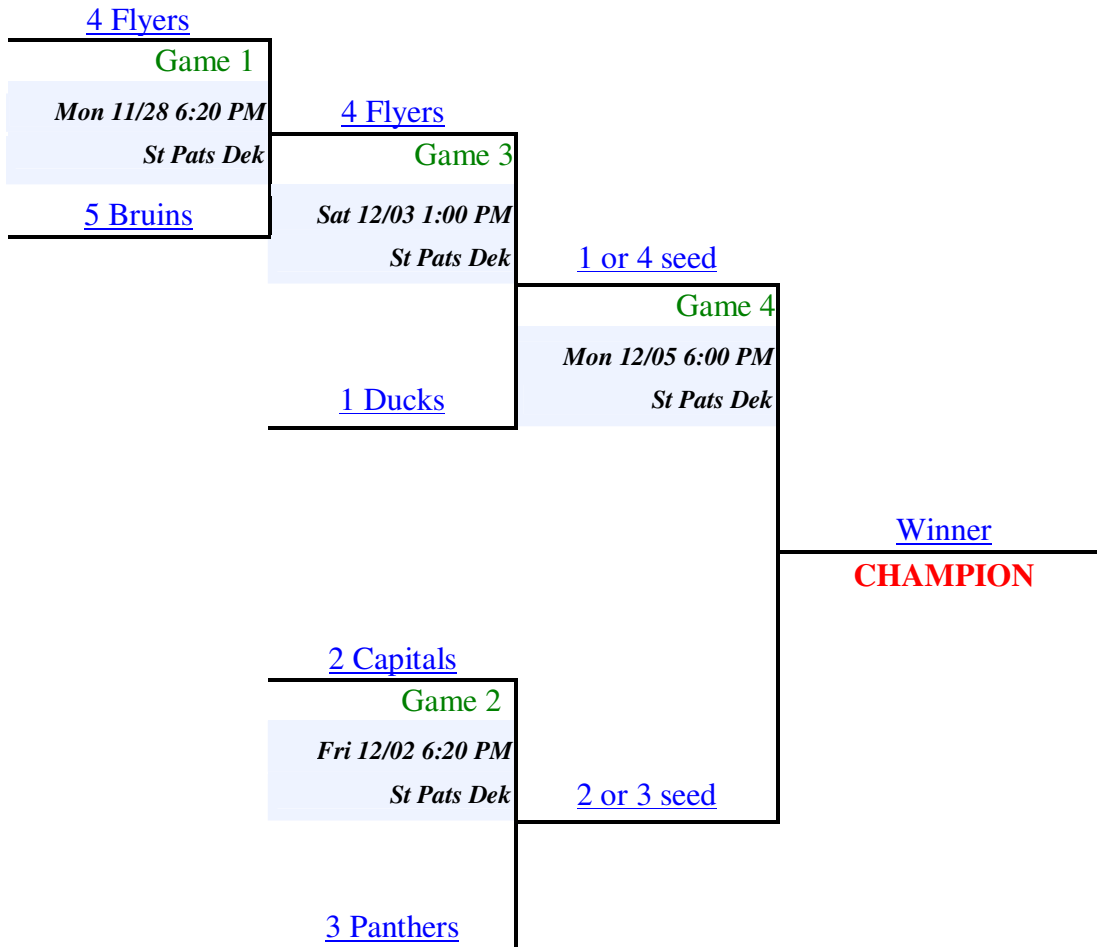 4 Flyers
Game 1
Mon 11/28 6:20 PM
St Pats Dek
5 Bruins
4 Flyers
Game 3
Sat 12/03 1:00 PM
St Pats Dek
1 Ducks
1 or 4 seed
Game 4
Mon 12/05 6:00 PM
St Pats Dek
Winner
CHAMPION
2 Capitals
Game 2
Fri 12/02 6:20 PM
St Pats Dek
2 or 3 seed
3 Panthers